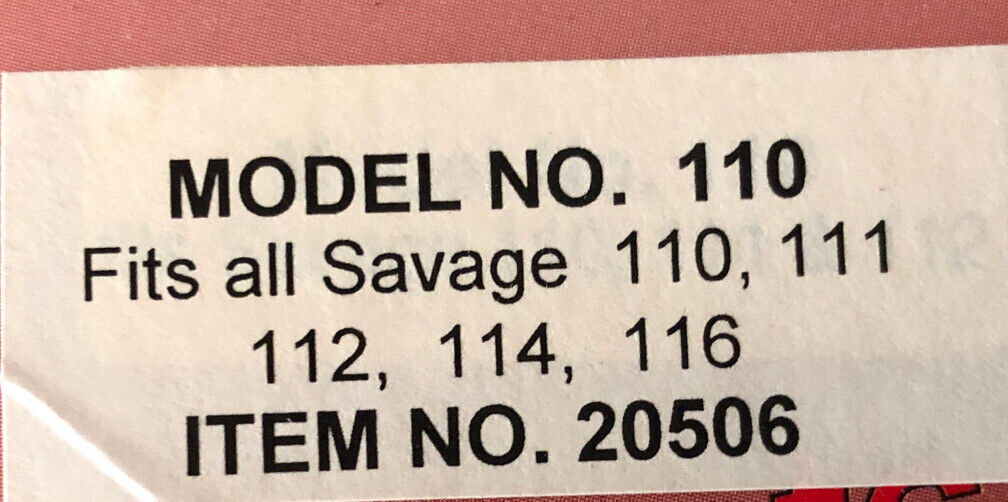 MODEL NO. 110
Fits all Savage 110, 111
112, 114, 116
ITEM NO. 20506